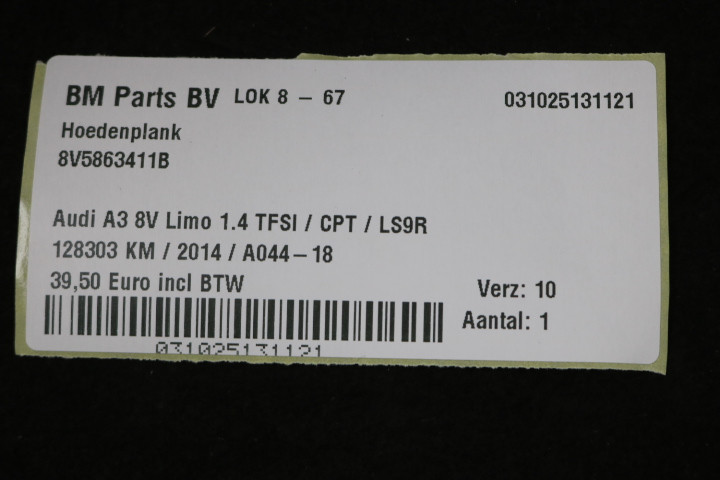 BM Parts BV LOK 8 – 67 031025131121
Hoedenplank
8V5863411B
Audi A3 8V Limo 1.4 TFSI / CPT / LS9R
128303 KM / 2014 / A044–18
39,50 Euro incl BTW
Verz: 10
Aantal: 1
031025131121